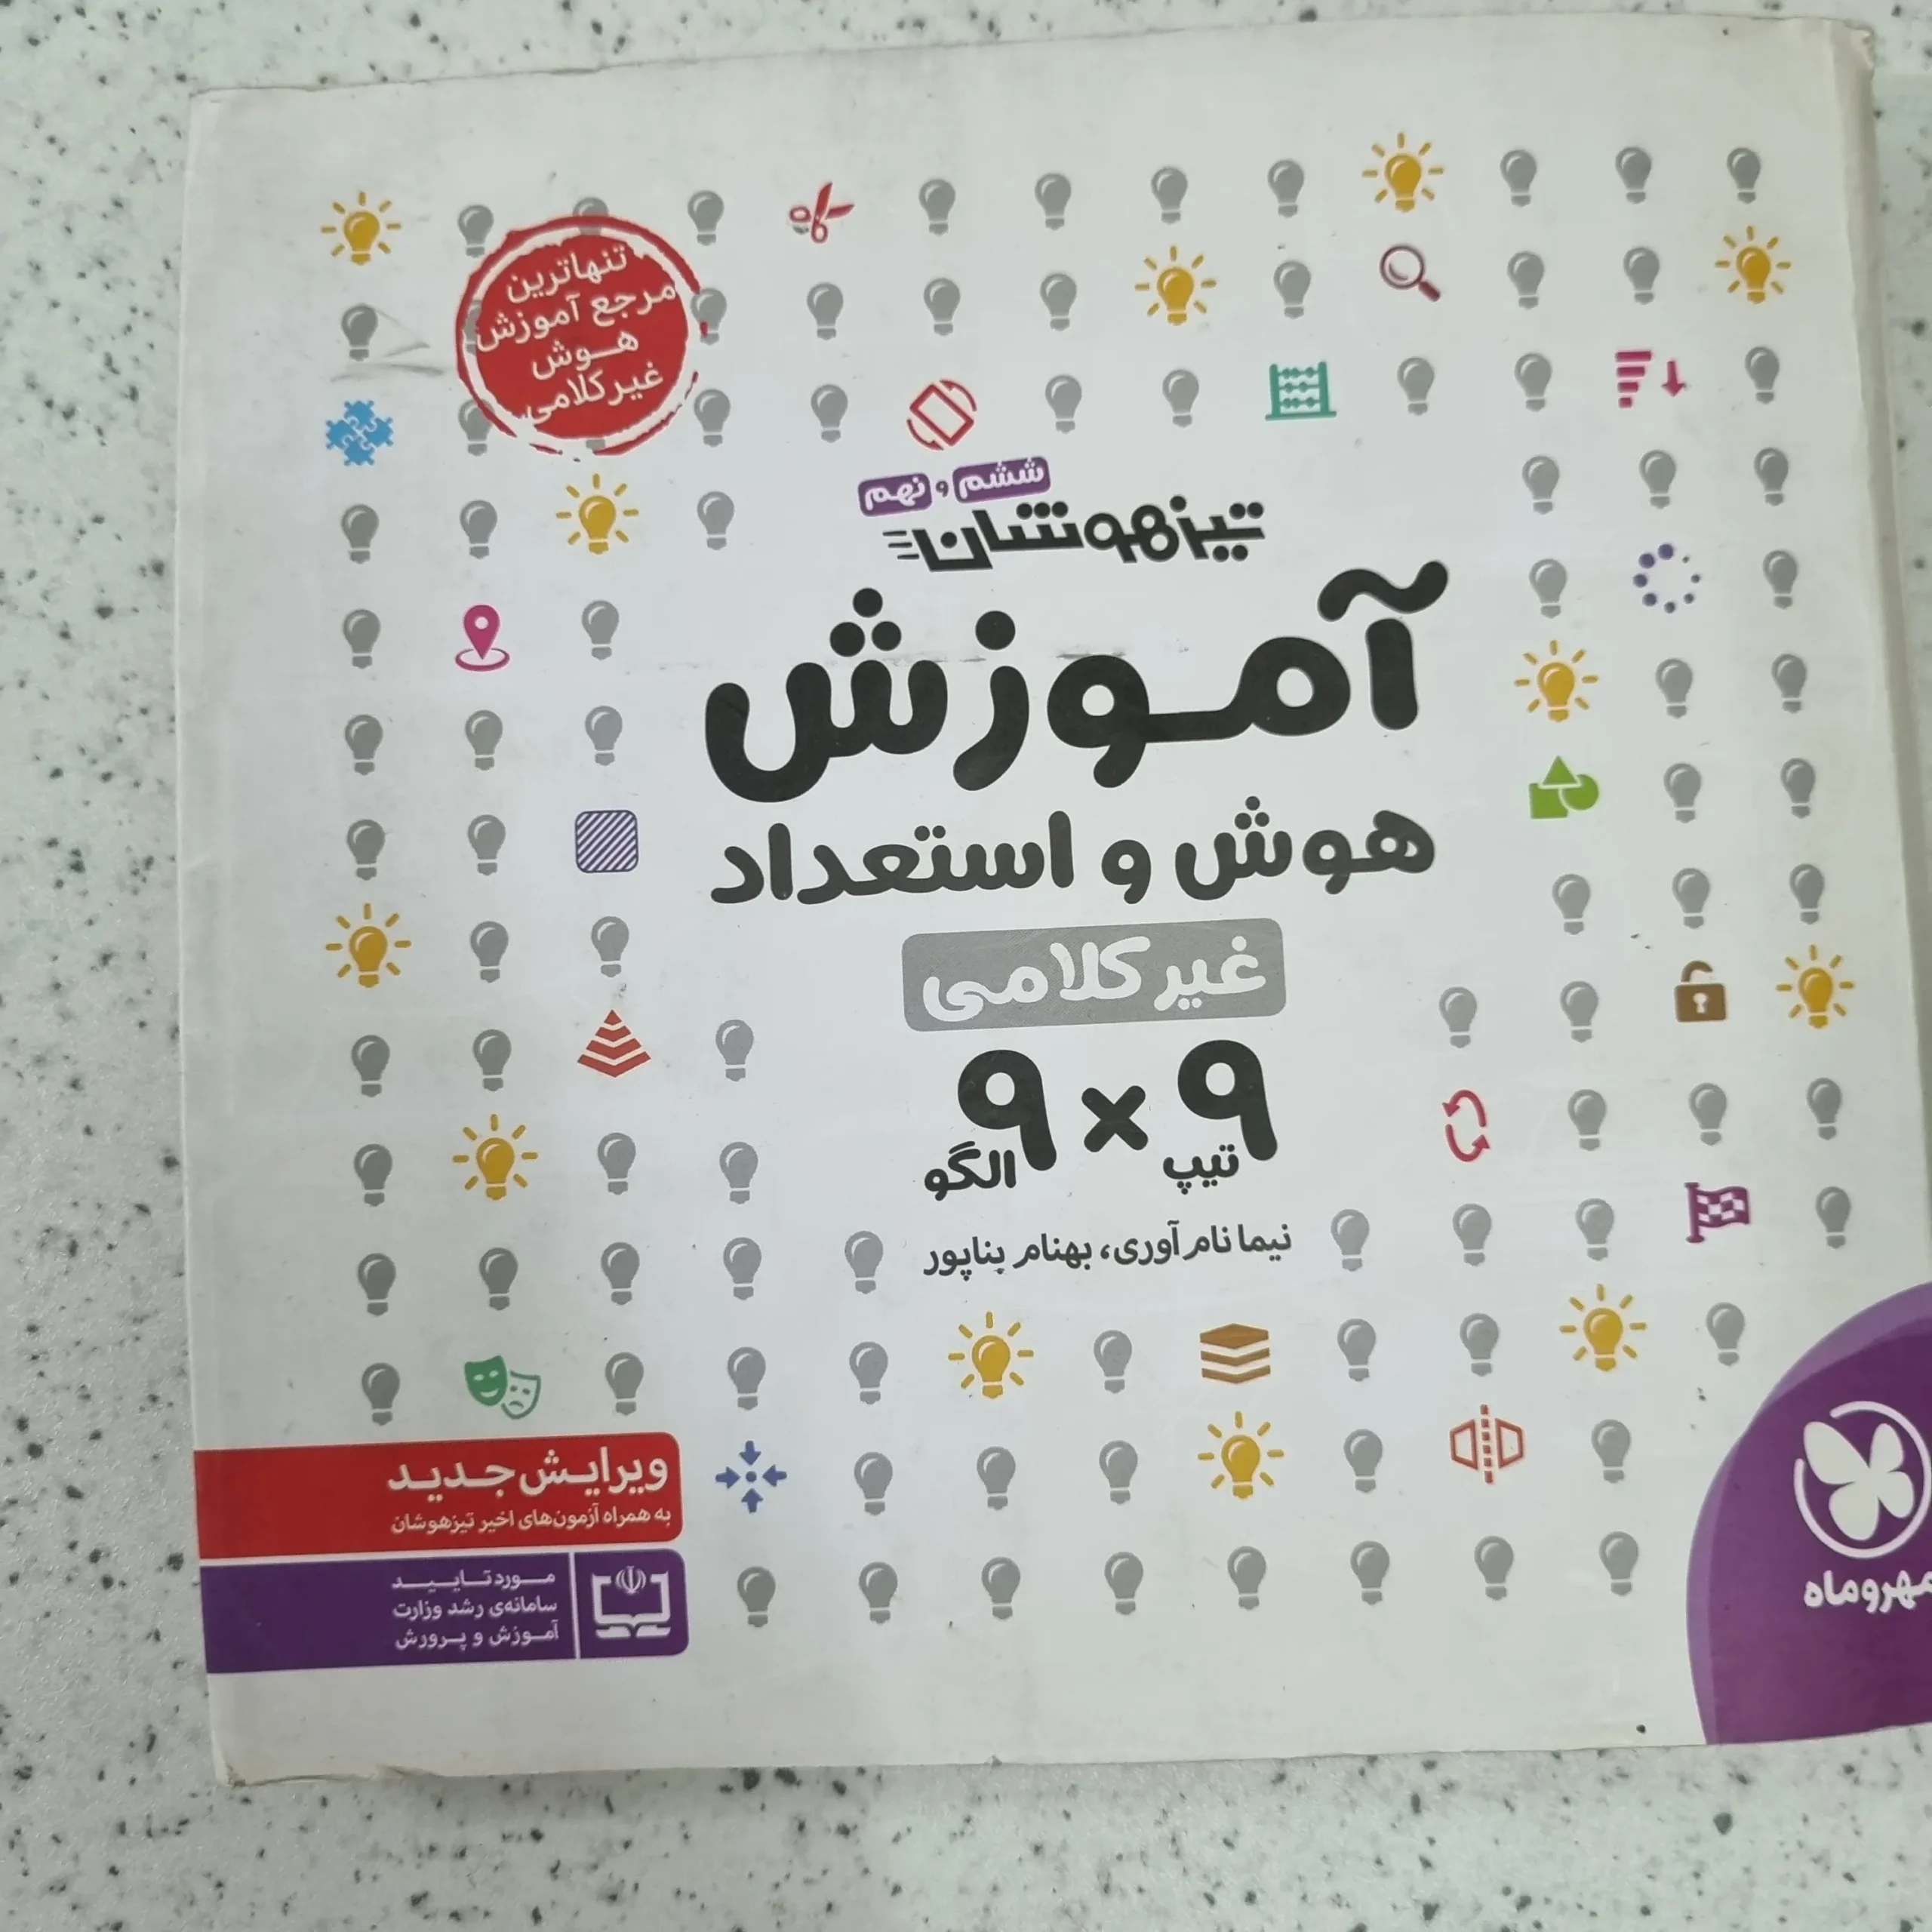 تنهاترین
مرجع آموزش
هوش
غیرکلامی
ششم و نهم
تیزهوشان
آموزش
هوش و استعداد
غیرکلامی
۹ × ۹
تیپ الگو
نیما نام‌آوری، بهنام بناپور
ویرایش جدید
به همراه آزمون‌های اخیر تیزهوشان
مورد تایید
سامانه‌ی رشد وزارت
آموزش و پرورش
مهروماه